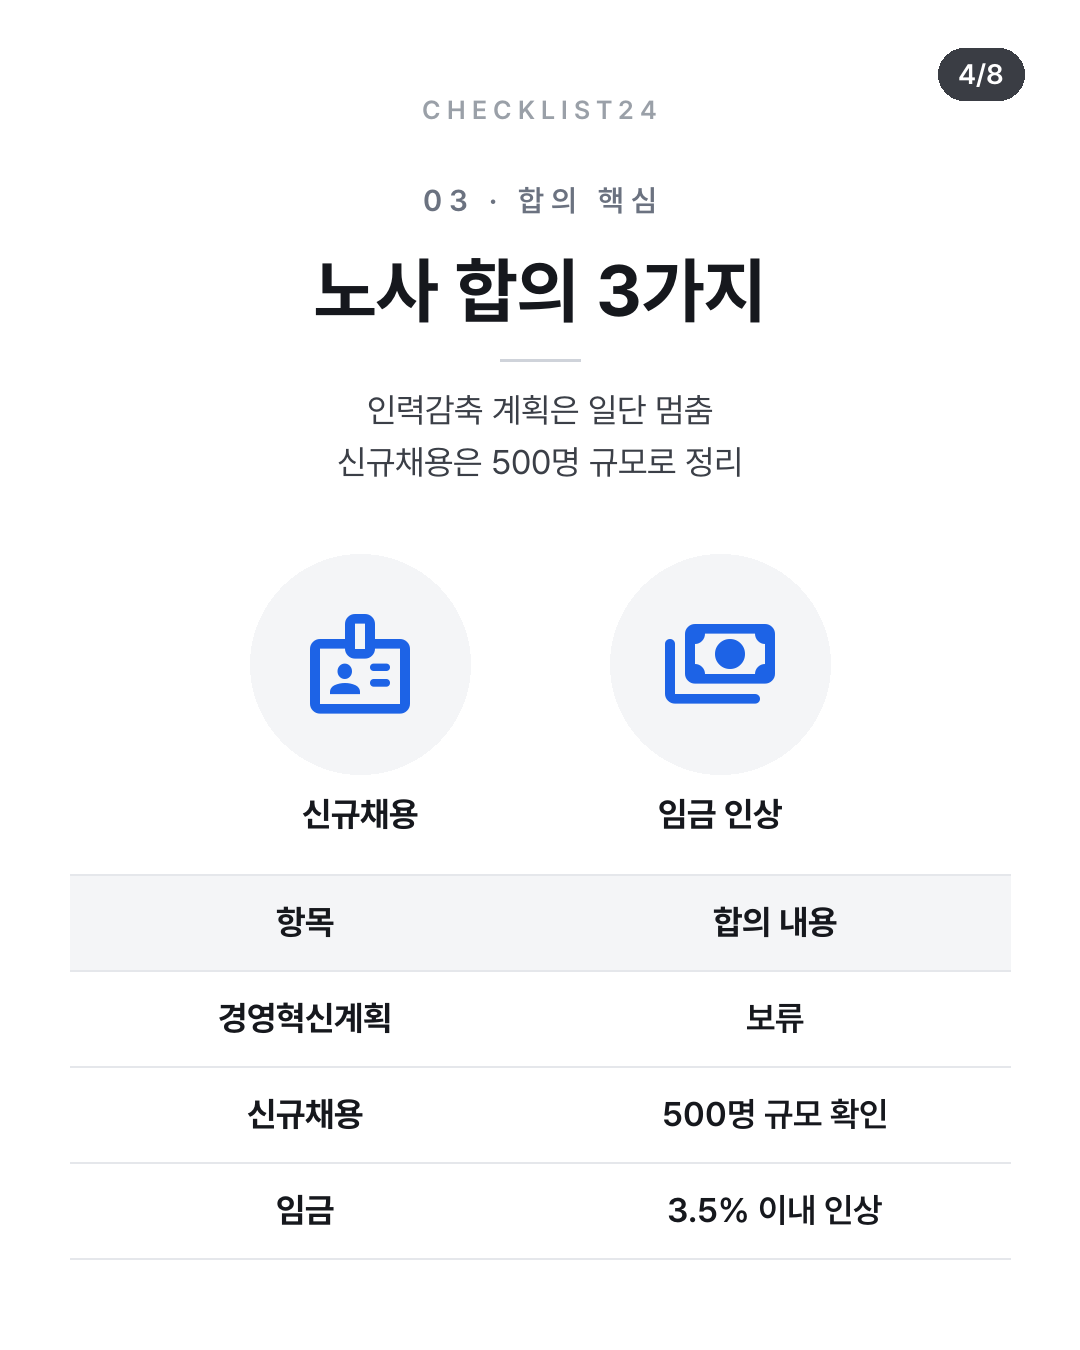 4/8
CHECKLIST24
03 · 합의 핵심
노사 합의 3가지
인력감축 계획은 일단 멈춤
신규채용은 500명 규모로 정리
신규채용 임금 인상
항목 합의 내용
경영혁신계획 보류
신규채용 500명 규모 확인
임금 3.5% 이내 인상